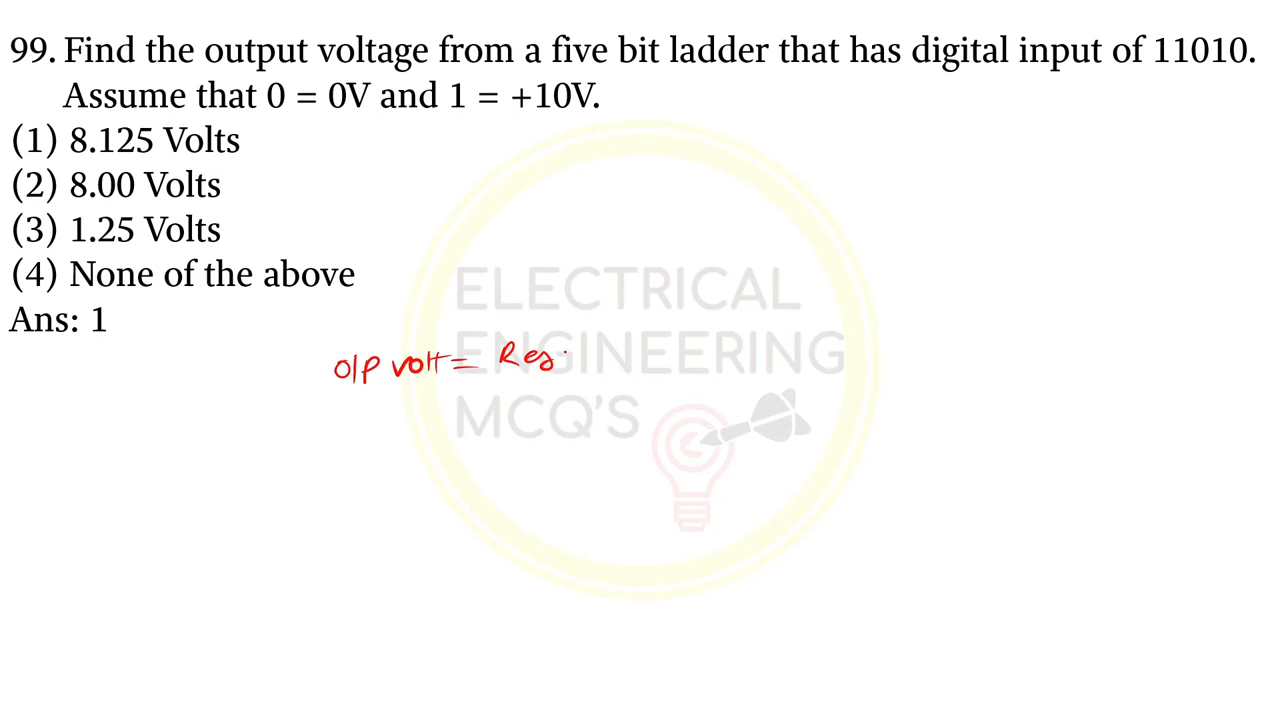 99. Find the output voltage from a five bit ladder that has digital input of 11010.
Assume that 0 = 0V and 1 = +10V.
(1) 8.125 Volts
(2) 8.00 Volts
(3) 1.25 Volts
(4) None of the above
Ans: 1
O/P volt = Res
ELECTRICAL
ENGINEERING
MCQ'S